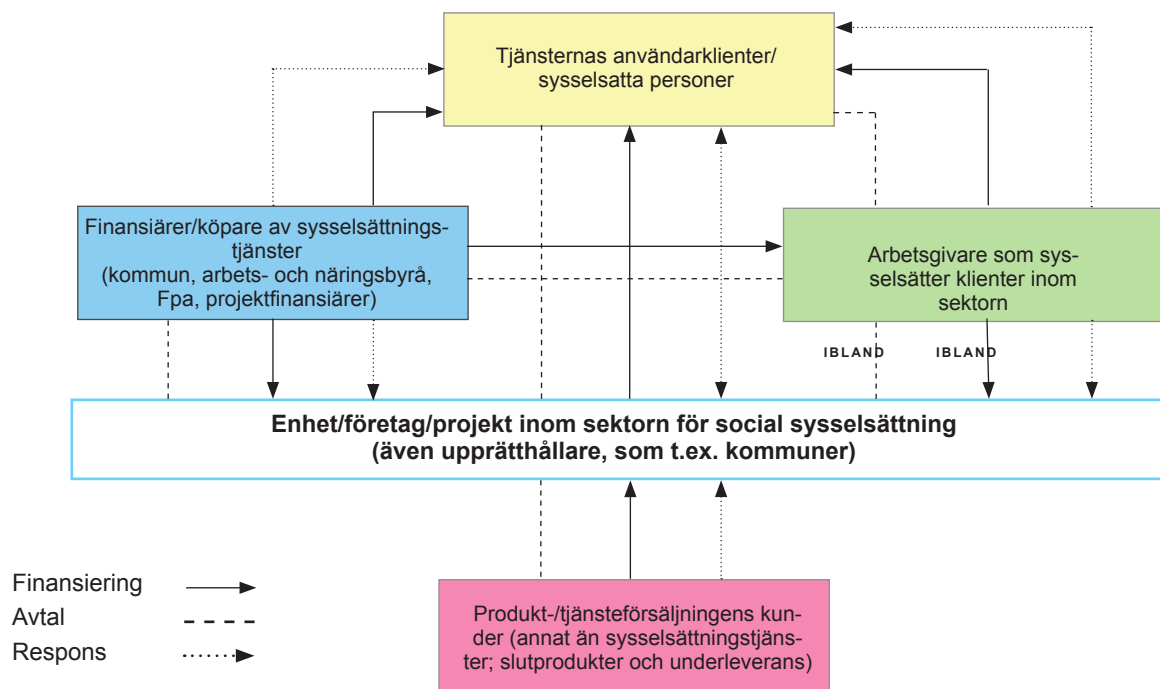 Tjänsternas användarklienter/
sysselsatta personer
Finansiärer/köpare av sysselsättnings-
tjänster
(kommun, arbets- och näringsbyrå,
Fpa, projektfinansiärer)
Arbetsgivare som sys-
selsätter klienter inom
sektorn
IBLAND
IBLAND
Enhet/företag/projekt inom sektorn för social sysselsättning
(även upprätthållare, som t.ex. kommuner)
Finansiering
Avtal
Respons
Produkt-/tjänsteförsäljningens kun-
der (annat än sysselsättningstjäns-
ter; slutprodukter och underleverans)